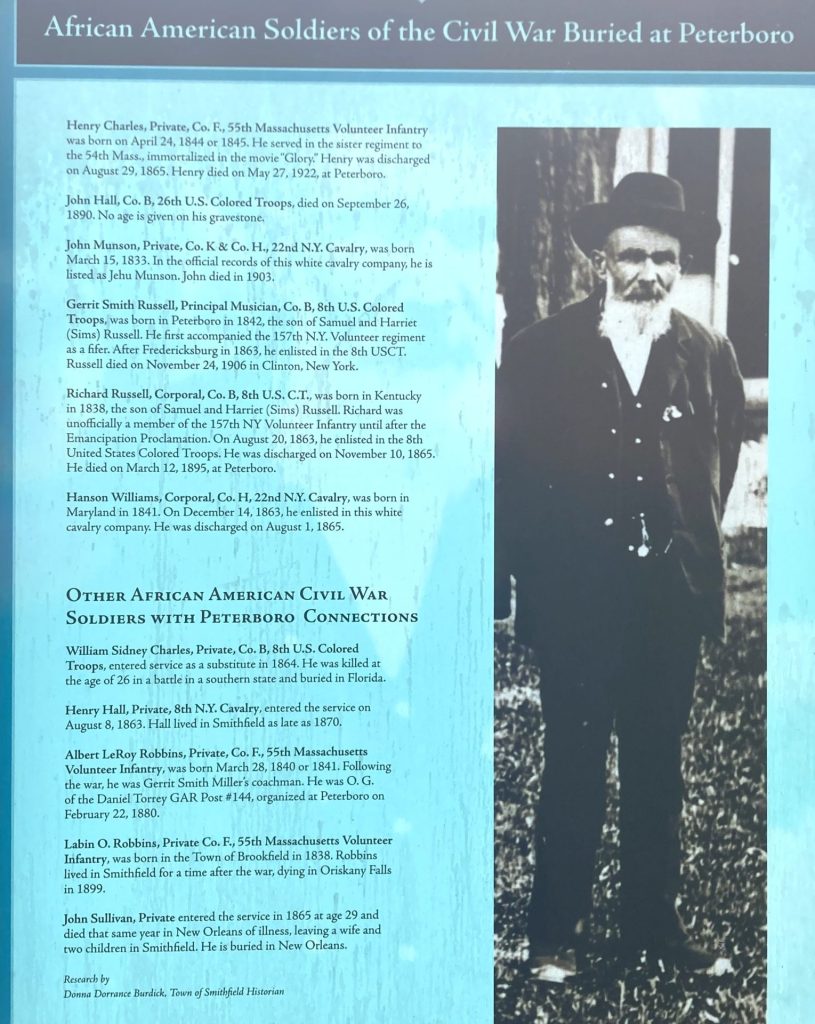 African American Soldiers of the Civil War Buried at Peterboro
Henry Charles, Private, Co. F., 55th Massachusetts Volunteer Infantry
was born on April 24, 1844 or 1845. He served in the sister regiment to
the 54th Mass., immortalized in the movie "Glory." Henry was discharged
on August 29, 1865. Henry died on May 27, 1922, at Peterboro.
John Hall, Co. B, 26th U.S. Colored Troops, died on September 26,
1890. No age is given on his gravestone.
John Munson, Private, Co. K & Co. H., 22nd N.Y. Cavalry, was born
March 15, 1833. In the official records of this white cavalry company, he is
listed as Jehu Munson. John died in 1903.
Gerrit Smith Russell, Principal Musician, Co. B, 8th U.S. Colored
Troops, was born in Peterboro in 1842, the son of Samuel and Harriet
(Sims) Russell. He first accompanied the 157th N.Y. Volunteer regiment
as a fifer. After Fredericksburg in 1863, he enlisted in the 8th USCT.
Russell died on November 24, 1906 in Clinton, New York.
Richard Russell, Corporal, Co. B, 8th U.S. C.T., was born in Kentucky
in 1838, the son of Samuel and Harriet (Sims) Russell. Richard was
unofficially a member of the 157th NY Volunteer Infantry until after the
Emancipation Proclamation. On August 20, 1863, he enlisted in the 8th
United States Colored Troops. He was discharged on November 10, 1865.
He died on March 12, 1895, at Peterboro.
Hanson Williams, Corporal, Co. H, 22nd N.Y. Cavalry, was born in
Maryland in 1841. On December 14, 1863, he enlisted in this white
cavalry company. He was discharged on August 1, 1865.
Other African American Civil War
Soldiers with Peterboro Connections
William Sidney Charles, Private, Co. B, 8th U.S. Colored
Troops, entered service as a substitute in 1864. He was killed at
the age of 26 in a battle in a southern state and buried in Florida.
Henry Hall, Private, 8th N.Y. Cavalry, entered the service on
August 8, 1863. Hall lived in Smithfield as late as 1870.
Albert LeRoy Robbins, Private, Co. F., 55th Massachusetts
Volunteer Infantry, was born March 28, 1840 or 1841. Following
the war, he was Gerrit Smith Miller's coachman. He was O. G.
of the Daniel Torrey GAR Post #144, organized at Peterboro on
February 22, 1880.
Labin O. Robbins, Private Co. F., 55th Massachusetts Volunteer
Infantry, was born in the Town of Brookfield in 1838. Robbins
lived in Smithfield for a time after the war, dying in Oriskany Falls
in 1899.
John Sullivan, Private entered the service in 1865 at age 29 and
died that same year in New Orleans of illness, leaving a wife and
two children in Smithfield. He is buried in New Orleans.
Research by
Donna Dorrance Burdick, Town of Smithfield Historian